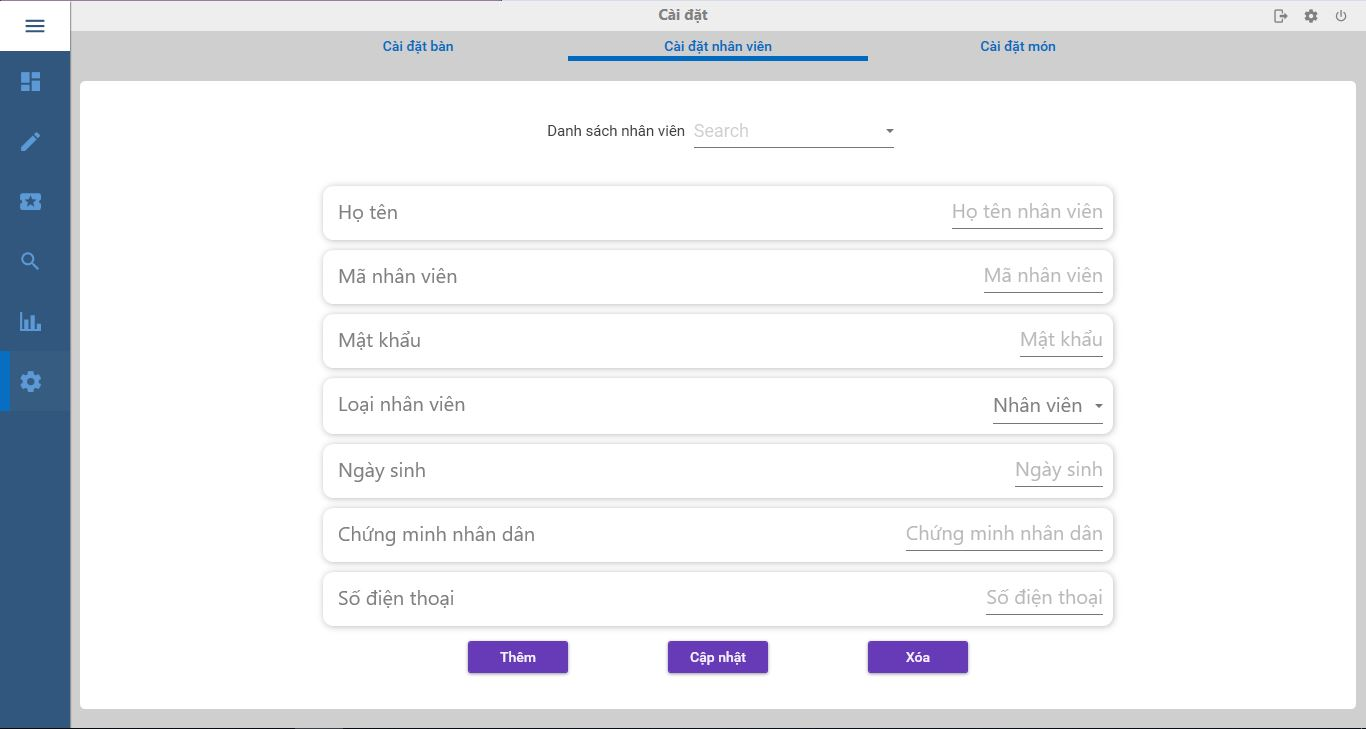 Cài đặt
Cài đặt bàn
Cài đặt nhân viên
Cài đặt món
Danh sách nhân viên Search
Họ tên Họ tên nhân viên
Mã nhân viên Mã nhân viên
Mật khẩu Mật khẩu
Loại nhân viên Nhân viên
Ngày sinh Ngày sinh
Chứng minh nhân dân Chứng minh nhân dân
Số điện thoại Số điện thoại
Thêm
Cập nhật
Xóa